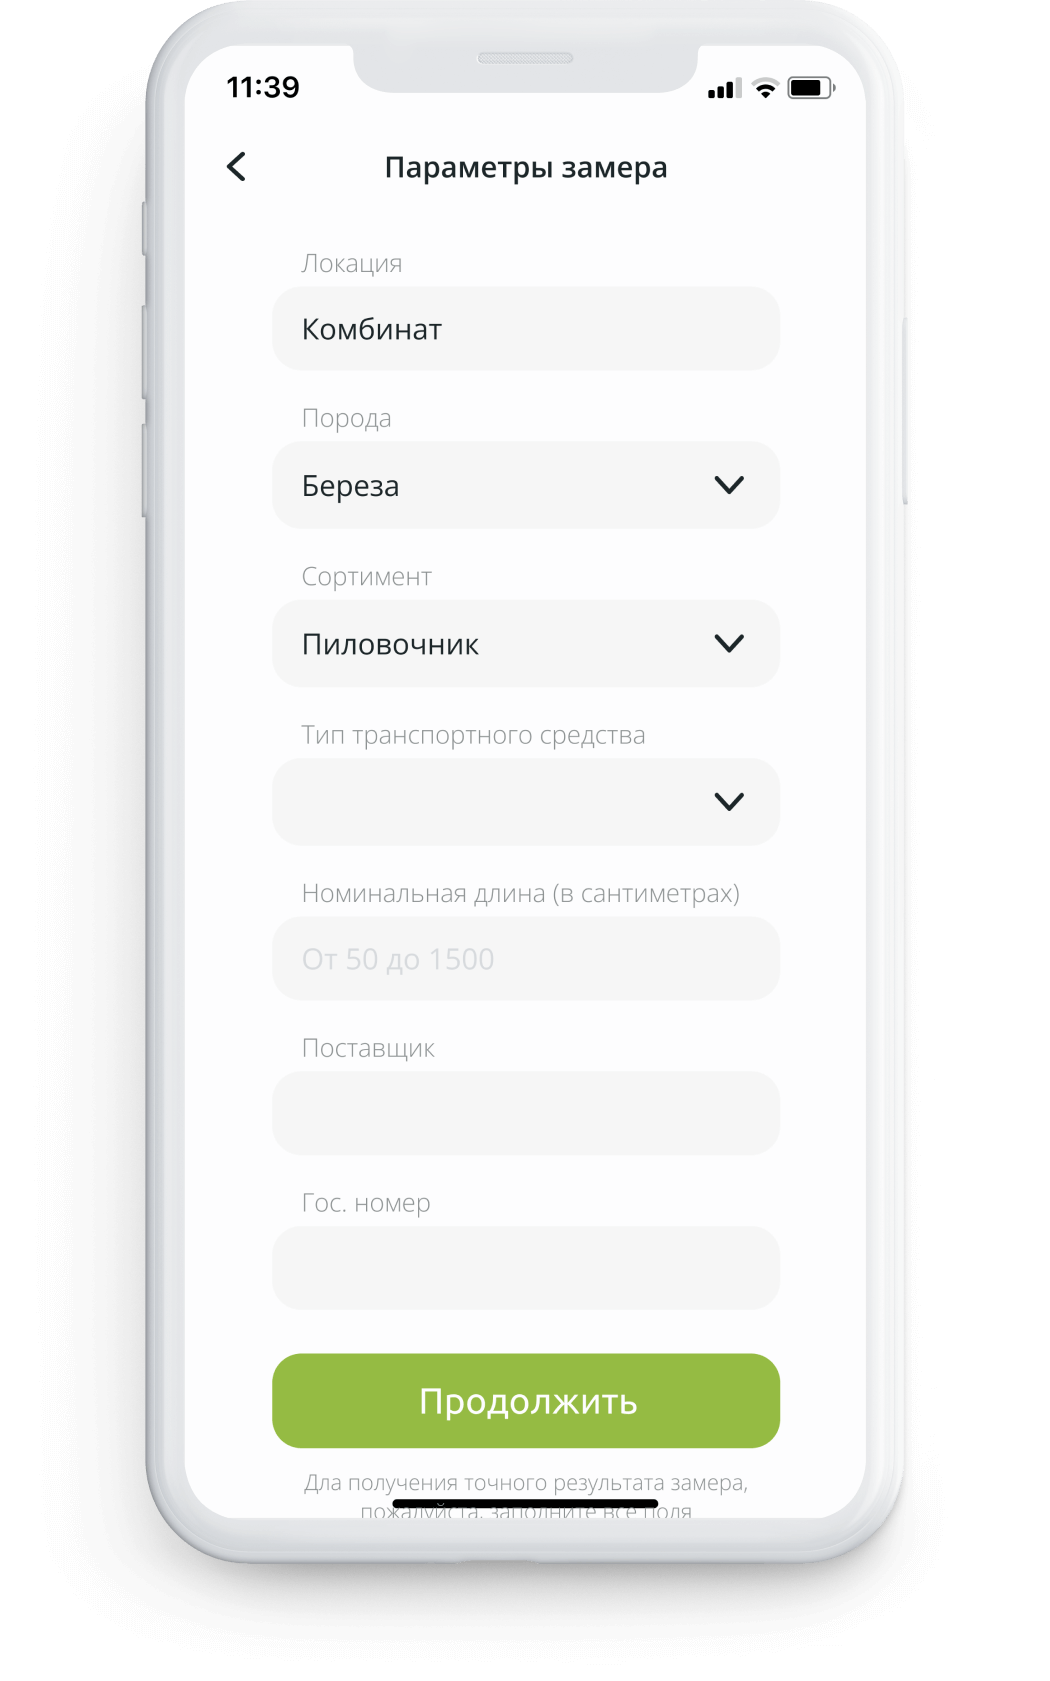 11:39
Параметры замера
Локация
Комбинат
Порода
Береза
Сортимент
Пиловочник
Тип транспортного средства
Номинальная длина (в сантиметрах)
От 50 до 1500
Поставщик
Гос. номер
Продолжить
Дла получения точного результата замера,
пожалуйста, заполните все поля